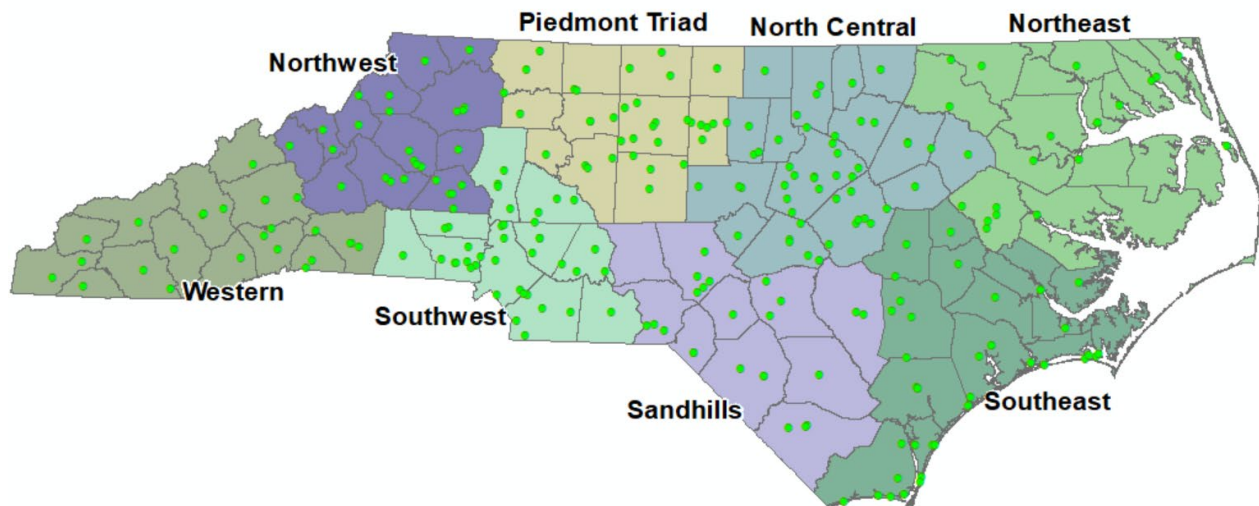 Piedmont Triad
North Central
Northeast
Northwest
Western
Southwest
Sandhills
Southeast